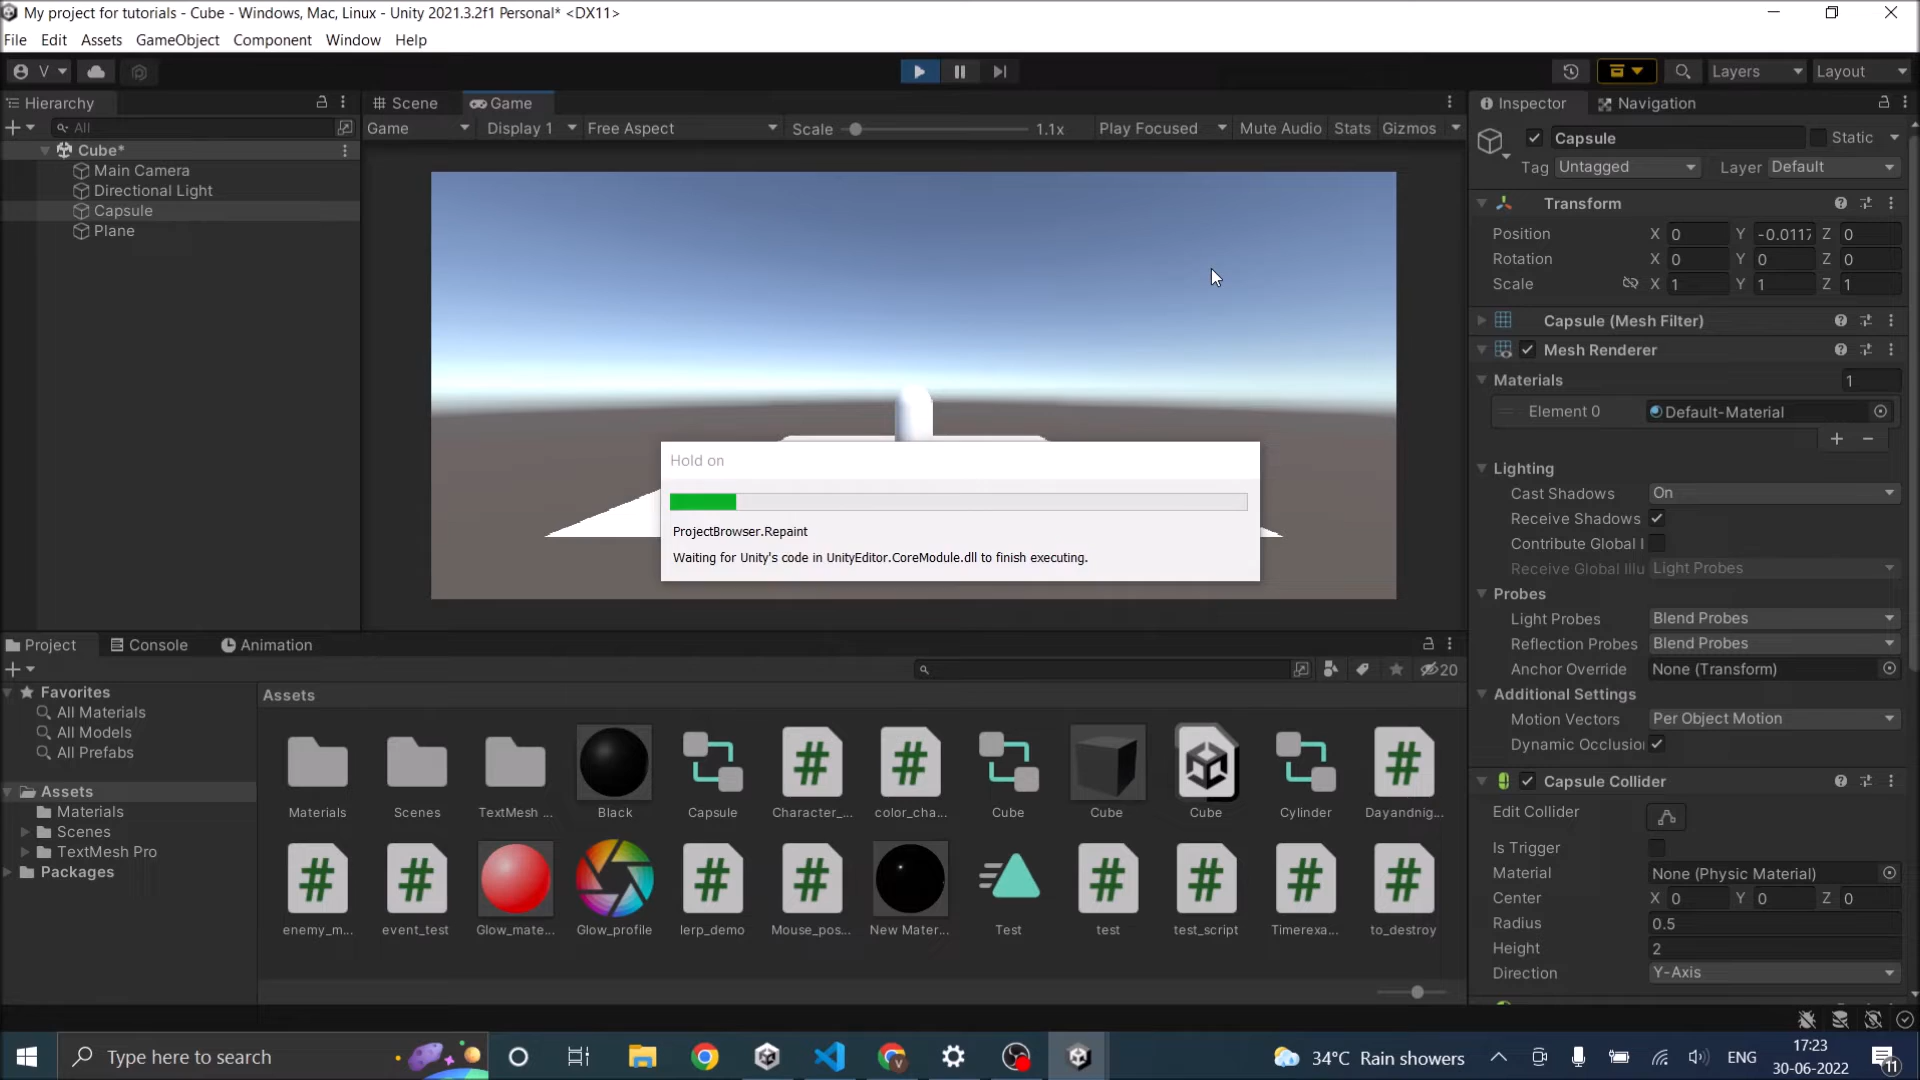 My project for tutorials - Cube - Windows, Mac, Linux - Unity 2021.3.2f1 Personal* <DX11>
File Edit Assets GameObject Component Window Help
V
Layers Layout
Hierarchy
All
Cube*
Main Camera
Directional Light
Capsule
Plane
Scene Game
Game Display 1 Free Aspect Scale 1.1x Play Focused Mute Audio Stats Gizmos
Hold on
ProjectBrowser.Repaint
Waiting for Unity's code in UnityEditor.CoreModule.dll to finish executing.
Inspector Navigation
Capsule Static
Tag Untagged Layer Default
Transform
Position X 0 Y -0.0117 Z 0
Rotation X 0 Y 0 Z 0
Scale X 1 Y 1 Z 1
Capsule (Mesh Filter)
Mesh Renderer
Materials 1
Element 0 Default-Material
Lighting
Cast Shadows On
Receive Shadows
Contribute Global I
Receive Global Illu Light Probes
Probes
Light Probes Blend Probes
Reflection Probes Blend Probes
Anchor Override None (Transform)
Additional Settings
Motion Vectors Per Object Motion
Dynamic Occlusion
Capsule Collider
Edit Collider
Is Trigger
Material None (Physic Material)
Center X 0 Y 0 Z 0
Radius 0.5
Height 2
Direction Y-Axis
Project Console Animation
20
Favorites
All Materials
All Models
All Prefabs
Assets
Materials
Scenes
TextMesh Pro
Packages
Assets
Materials Scenes TextMesh ... Black Capsule Character_... color_cha... Cube Cube Cube Cylinder Dayandnig...
enemy_m... event_test Glow_mate... Glow_profile lerp_demo Mouse_pos... New Mater... Test test test_script Timerexa... to_destroy
Type here to search
34°C Rain showers
ENG
17:23
30-06-2022
11